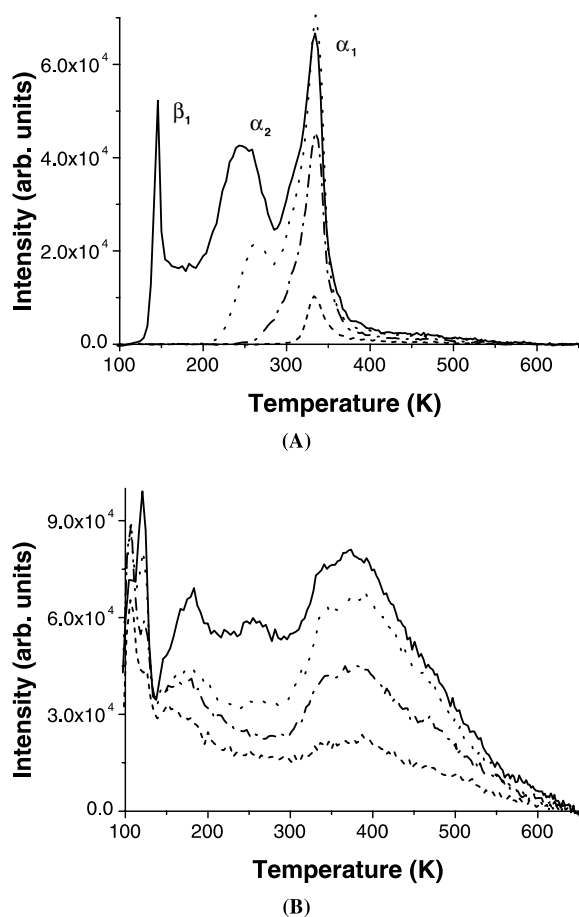 Intensity (arb. units)
6.0x10⁴
4.0x10⁴
2.0x10⁴
0.0
β₁
α₂
α₁
100 200 300 400 500 600
Temperature (K)
(A)
Intensity (arb. units)
9.0x10⁴
6.0x10⁴
3.0x10⁴
0.0
100 200 300 400 500 600
Temperature (K)
(B)